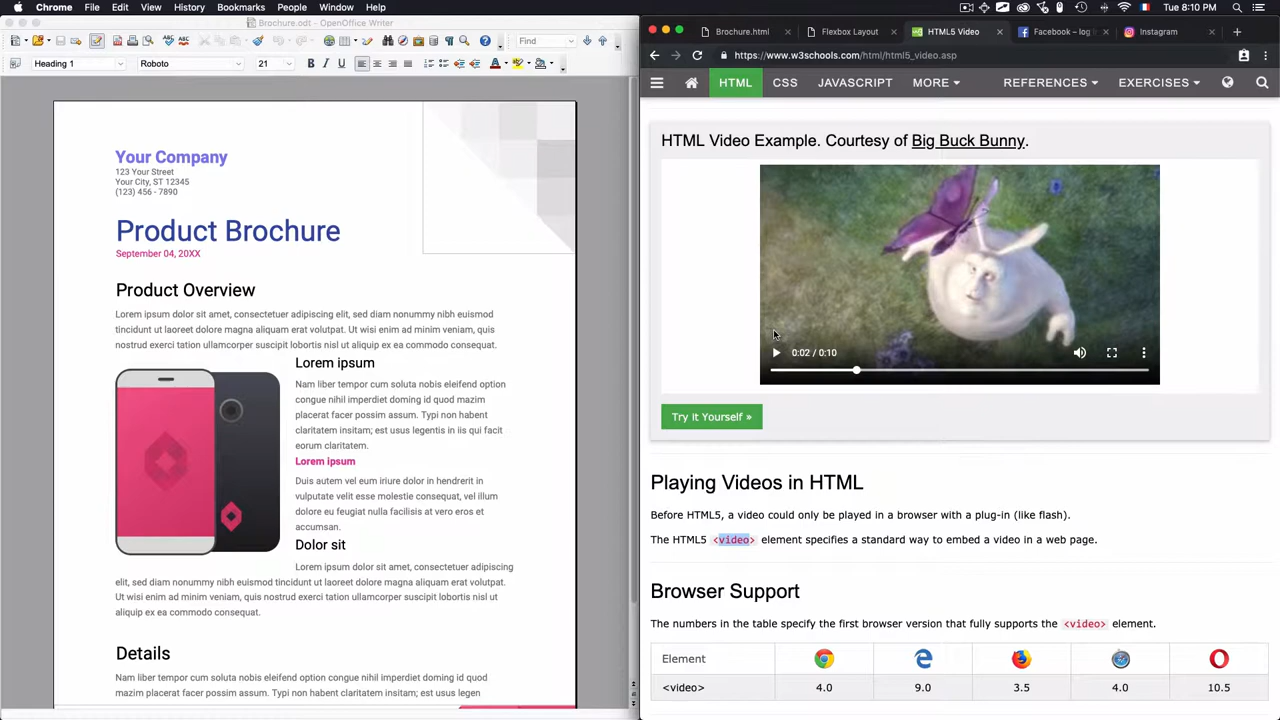 Chrome File Edit View History Bookmarks People Window Help
Brochure.odt - OpenOffice Writer
Find
Heading 1 Roboto 21 B I U
Your Company
123 Your Street
Your City, ST 12345
(123) 456 - 7890
Product Brochure
September 04, 20XX
Product Overview
Lorem ipsum dolor sit amet, consectetuer adipiscing elit, sed diam nonummy nibh euismod
tincidunt ut laoreet dolore magna aliquam erat volutpat. Ut wisi enim ad minim veniam, quis
nostrud exerci tation ullamcorper suscipit lobortis nisl ut aliquip ex ea commodo consequat.
Lorem ipsum
Nam liber tempor cum soluta nobis eleifend option
congue nihil imperdiet doming id quod mazim
placerat facer possim assum. Typi non habent
claritatem insitam; est usus legentis in iis qui facit
eorum claritatem.
Lorem ipsum
Duis autem vel eum iriure dolor in hendrerit in
vulputate velit esse molestie consequat, vel illum
dolore eu feugiat nulla facilisis at vero eros et
accumsan.
Dolor sit
Lorem ipsum dolor sit amet, consectetuer adipiscing
elit, sed diam nonummy nibh euismod tincidunt ut laoreet dolore magna aliquam erat volutpat.
Ut wisi enim ad minim veniam, quis nostrud exerci tation ullamcorper suscipit lobortis nisl ut
aliquip ex ea commodo consequat.
Details
Nam liber tempor cum soluta nobis eleifend option congue nihil imperdiet doming id quod
mazim placerat facer possim assum. Typi non habent claritatem insitam; est usus legen
Brochure.html Flexbox Layout HTML5 Video Facebook – log Instagram
https://www.w3schools.com/html/html5_video.asp
HTML CSS JAVASCRIPT MORE REFERENCES EXERCISES
HTML Video Example. Courtesy of Big Buck Bunny.
0:02 / 0:10
Try It Yourself »
Playing Videos in HTML
Before HTML5, a video could only be played in a browser with a plug-in (like flash).
The HTML5 <video> element specifies a standard way to embed a video in a web page.
Browser Support
The numbers in the table specify the first browser version that fully supports the <video> element.
Element
<video> 4.0 9.0 3.5 4.0 10.5